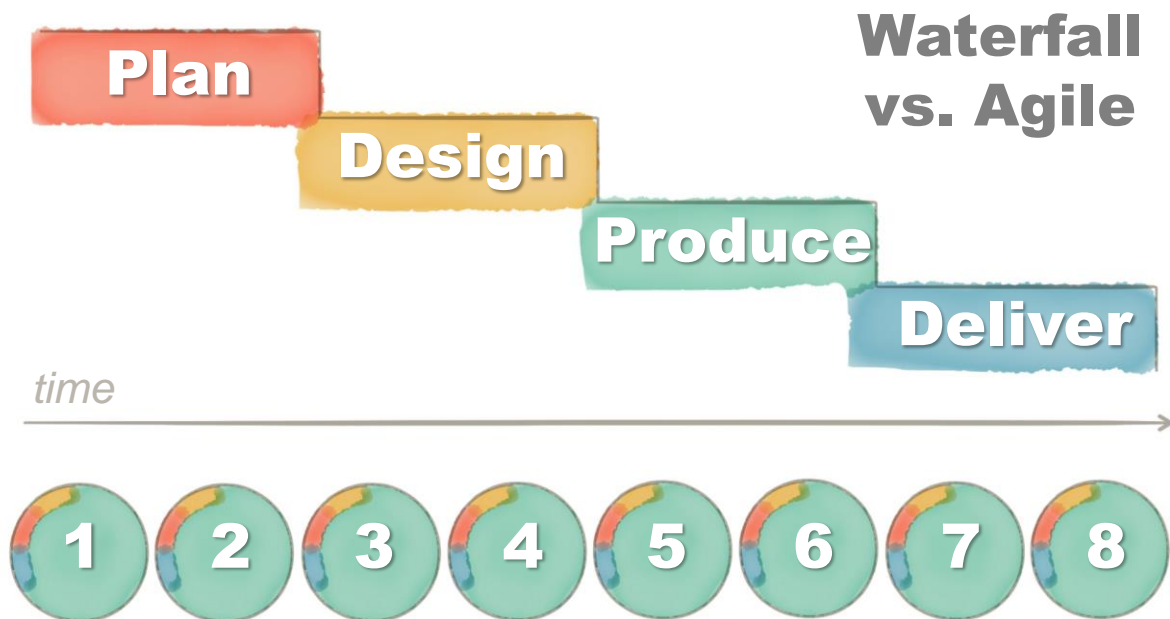 Waterfall
vs. Agile
Plan
Design
Produce
Deliver
time
1 2 3 4 5 6 7 8